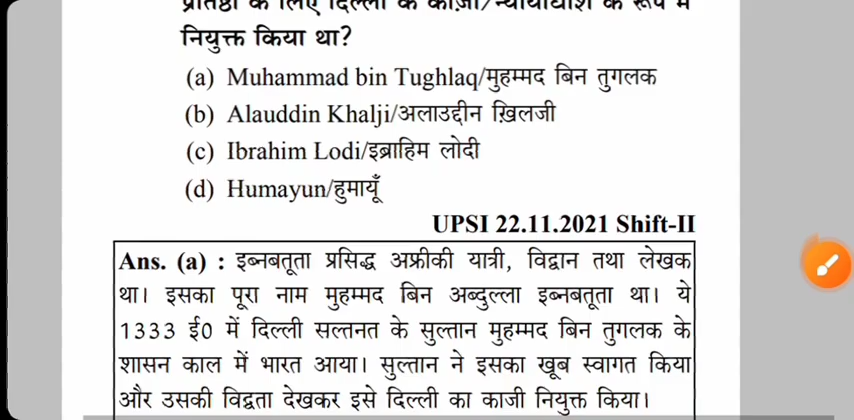 प्रतिष्ठा के लिए दिल्ली के काज़ी/न्यायाधीश के रूप में
नियुक्त किया था?
(a) Muhammad bin Tughlaq/मुहम्मद बिन तुगलक
(b) Alauddin Khalji/अलाउद्दीन ख़िलजी
(c) Ibrahim Lodi/इब्राहिम लोदी
(d) Humayun/हुमायूँ
UPSI 22.11.2021 Shift-II
Ans. (a) : इब्नबतूता प्रसिद्ध अफ्रीकी यात्री, विद्वान तथा लेखक
था। इसका पूरा नाम मुहम्मद बिन अब्दुल्ला इब्नबतूता था। ये
1333 ई0 में दिल्ली सल्तनत के सुल्तान मुहम्मद बिन तुगलक के
शासन काल में भारत आया। सुल्तान ने इसका खूब स्वागत किया
और उसकी विद्वता देखकर इसे दिल्ली का काजी नियुक्त किया।